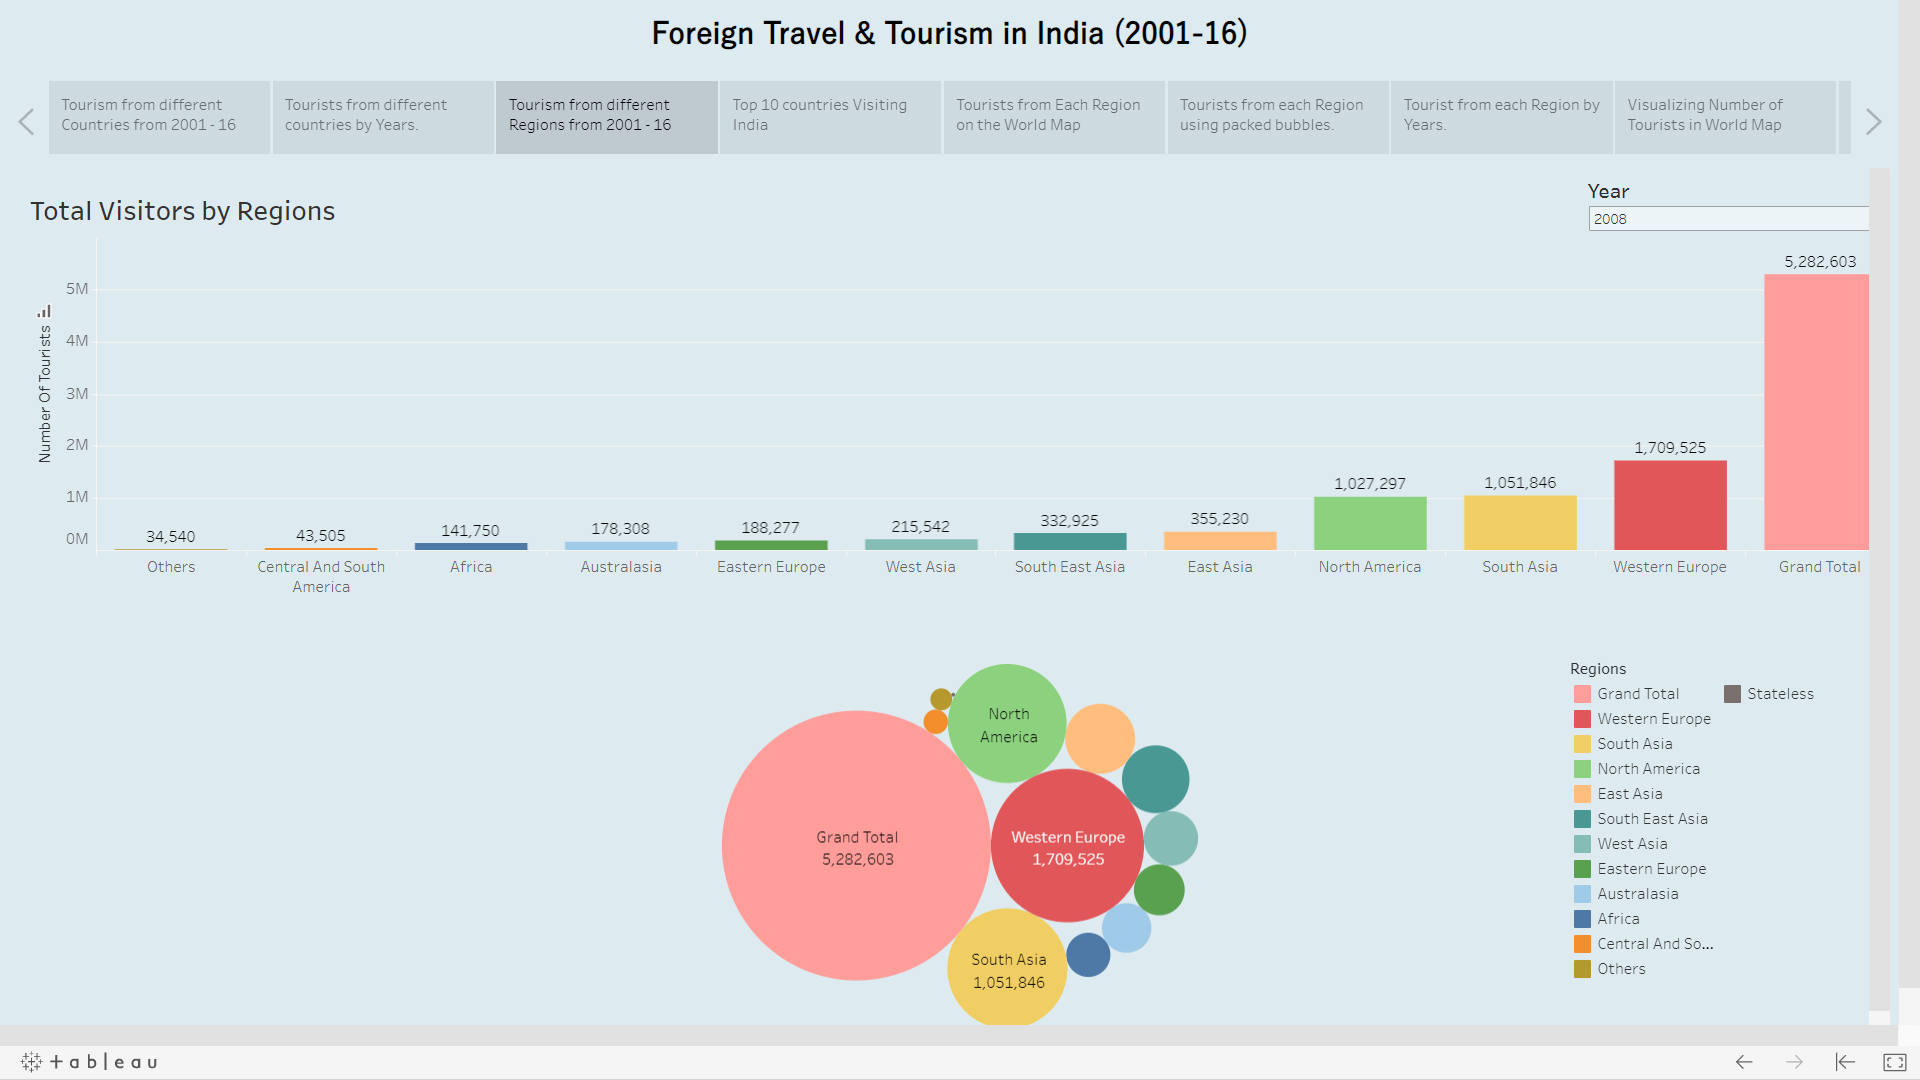 Foreign Travel & Tourism in India (2001-16)
Tourism from different
Countries from 2001 - 16
Tourists from different
countries by Years.
Tourism from different
Regions from 2001 - 16
Top 10 countries Visiting
India
Tourists from Each Region
on the World Map
Tourists from each Region
using packed bubbles.
Tourist from each Region by
Years.
Visualizing Number of
Tourists in World Map
Total Visitors by Regions
Year
2008
Number Of Tourists
5M
4M
3M
2M
1M
0M
34,540
43,505
141,750
178,308
188,277
215,542
332,925
355,230
1,027,297
1,051,846
1,709,525
5,282,603
Others
Central And South
America
Africa
Australasia
Eastern Europe
West Asia
South East Asia
East Asia
North America
South Asia
Western Europe
Grand Total
North
America
Grand Total
5,282,603
Western Europe
1,709,525
South Asia
1,051,846
Regions
Grand Total
Western Europe
South Asia
North America
East Asia
South East Asia
West Asia
Eastern Europe
Australasia
Africa
Central And So...
Others
Stateless
+ a b l e a u